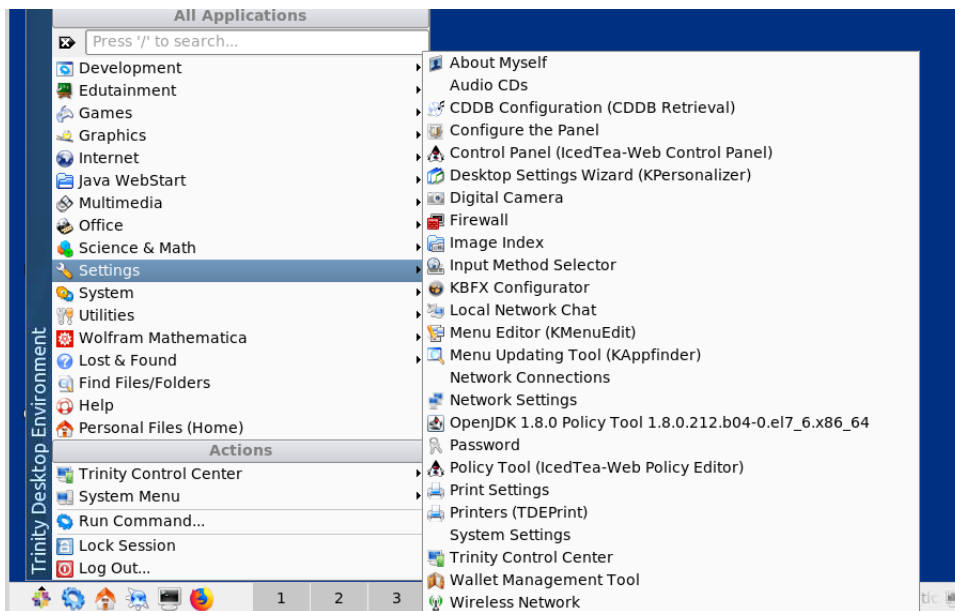 All Applications
Press '/' to search...
Development
Edutainment
Games
Graphics
Internet
Java WebStart
Multimedia
Office
Science & Math
Settings
System
Utilities
Wolfram Mathematica
Lost & Found
Find Files/Folders
Help
Personal Files (Home)
Actions
Trinity Control Center
System Menu
Run Command...
Lock Session
Log Out...
Trinity Desktop Environment
About Myself
Audio CDs
CDDB Configuration (CDDB Retrieval)
Configure the Panel
Control Panel (IcedTea-Web Control Panel)
Desktop Settings Wizard (KPersonalizer)
Digital Camera
Firewall
Image Index
Input Method Selector
KBFX Configurator
Local Network Chat
Menu Editor (KMenuEdit)
Menu Updating Tool (KAppfinder)
Network Connections
Network Settings
OpenJDK 1.8.0 Policy Tool 1.8.0.212.b04-0.el7_6.x86_64
Password
Policy Tool (IcedTea-Web Policy Editor)
Print Settings
Printers (TDEPrint)
System Settings
Trinity Control Center
Wallet Management Tool
Wireless Network
1 2 3